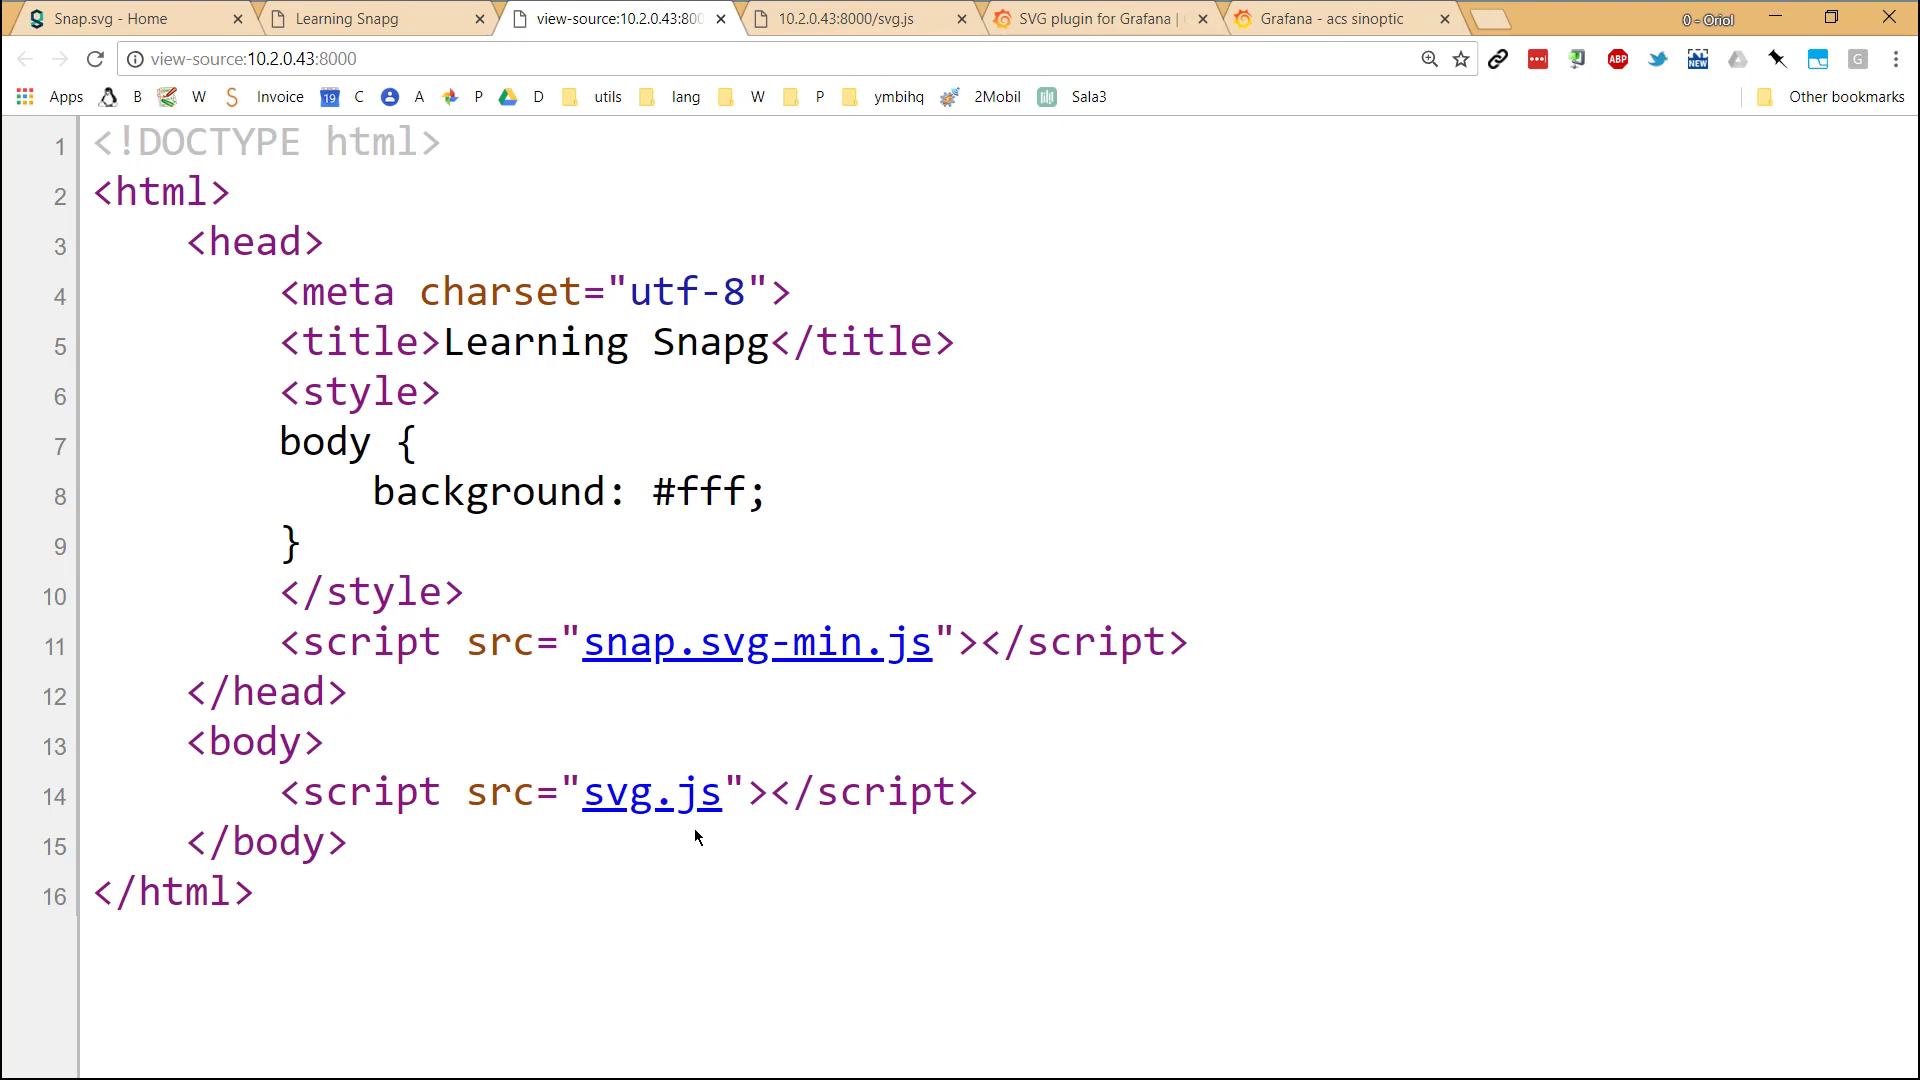 Snap.svg - Home
Learning Snapg
view-source:10.2.0.43:800
10.2.0.43:8000/svg.js
SVG plugin for Grafana |
Grafana - acs sinoptic
0 - Oriol
view-source:10.2.0.43:8000
ABP
NEW
G
Apps
B
W
S
Invoice
19
C
A
P
D
utils
lang
W
P
ymbihq
2Mobil
Sala3
Other bookmarks
1 <!DOCTYPE html>
2 <html>
3 <head>
4 <meta charset="utf-8">
5 <title>Learning Snapg</title>
6 <style>
7 body {
8 background: #fff;
9 }
10 </style>
11 <script src="snap.svg-min.js"></script>
12 </head>
13 <body>
14 <script src="svg.js"></script>
15 </body>
16 </html>